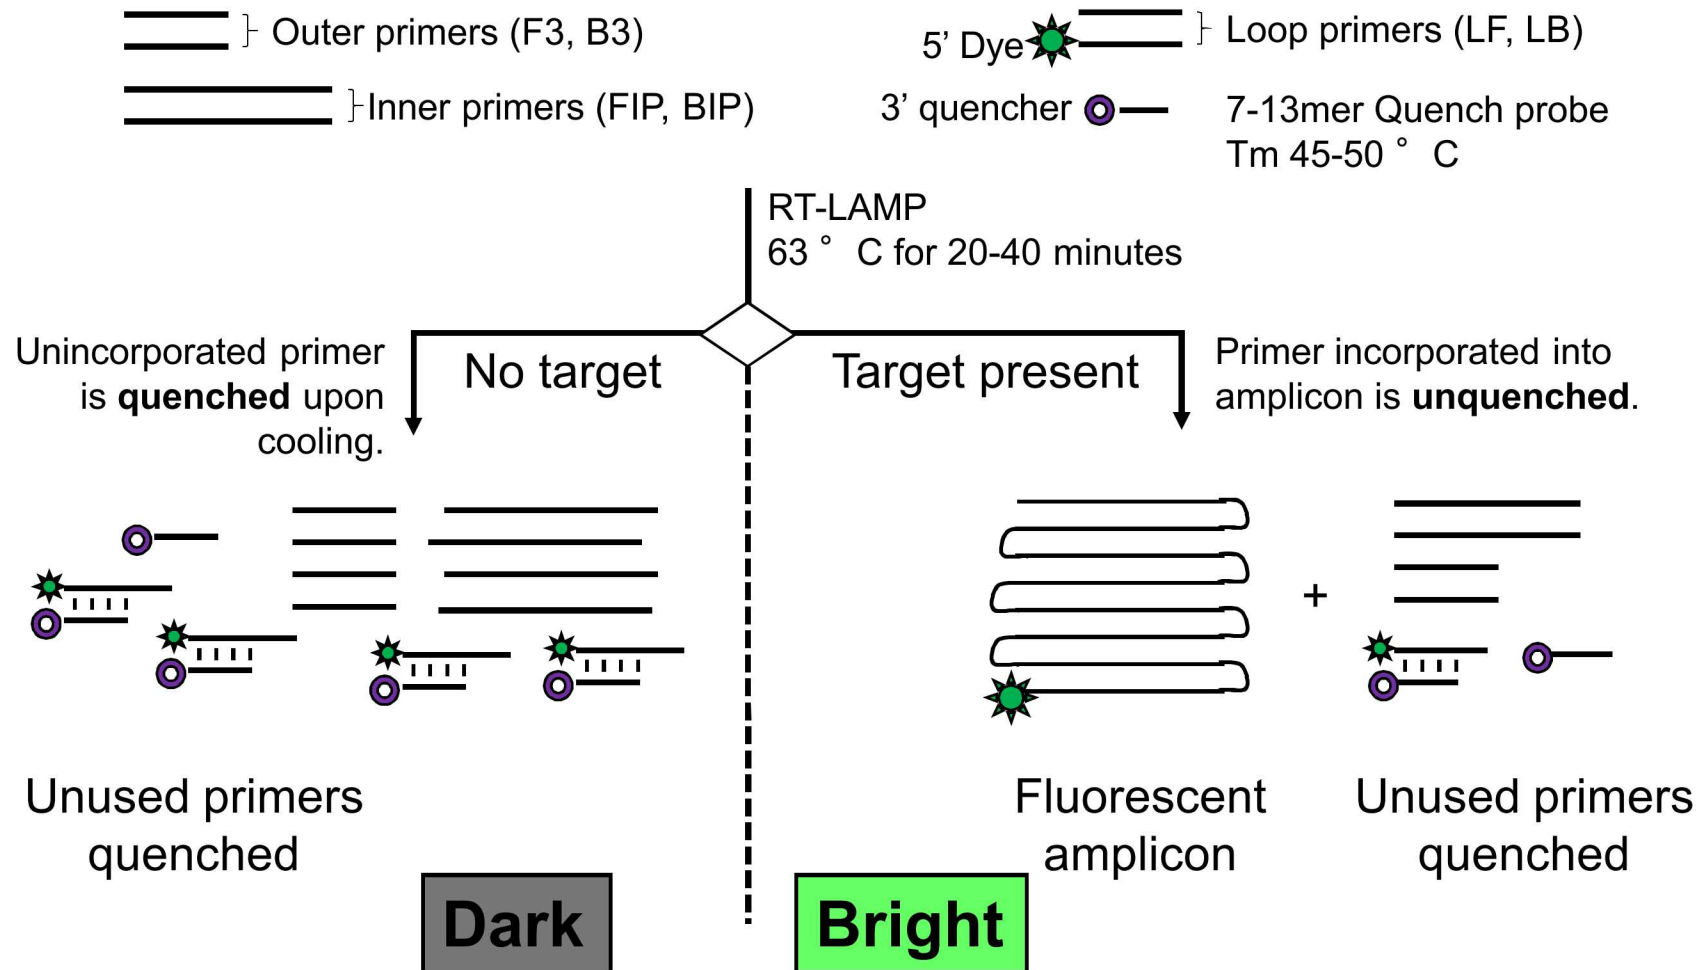 Outer primers (F3, B3)
Inner primers (FIP, BIP)
5’ Dye
Loop primers (LF, LB)
3’ quencher
7-13mer Quench probe
Tm 45-50 ° C
RT-LAMP
63 ° C for 20-40 minutes
Unincorporated primer
is quenched upon
cooling.
No target
Target present
Primer incorporated into
amplicon is unquenched.
+
Unused primers
quenched
Fluorescent
amplicon
Unused primers
quenched
Dark
Bright